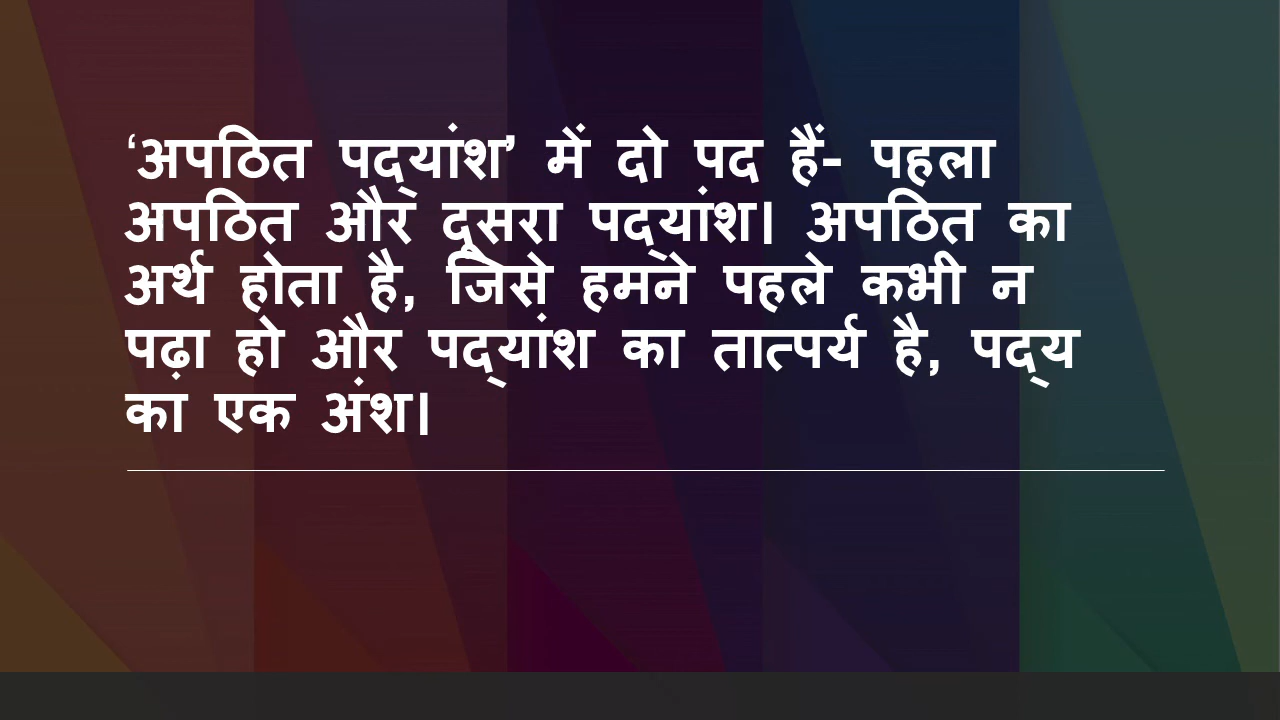 ‘अपठित पद्यांश’ में दो पद हैं- पहला
अपठित और दूसरा पद्यांश। अपठित का
अर्थ होता है, जिसे हमने पहले कभी न
पढ़ा हो और पद्यांश का तात्पर्य है, पद्य
का एक अंश।